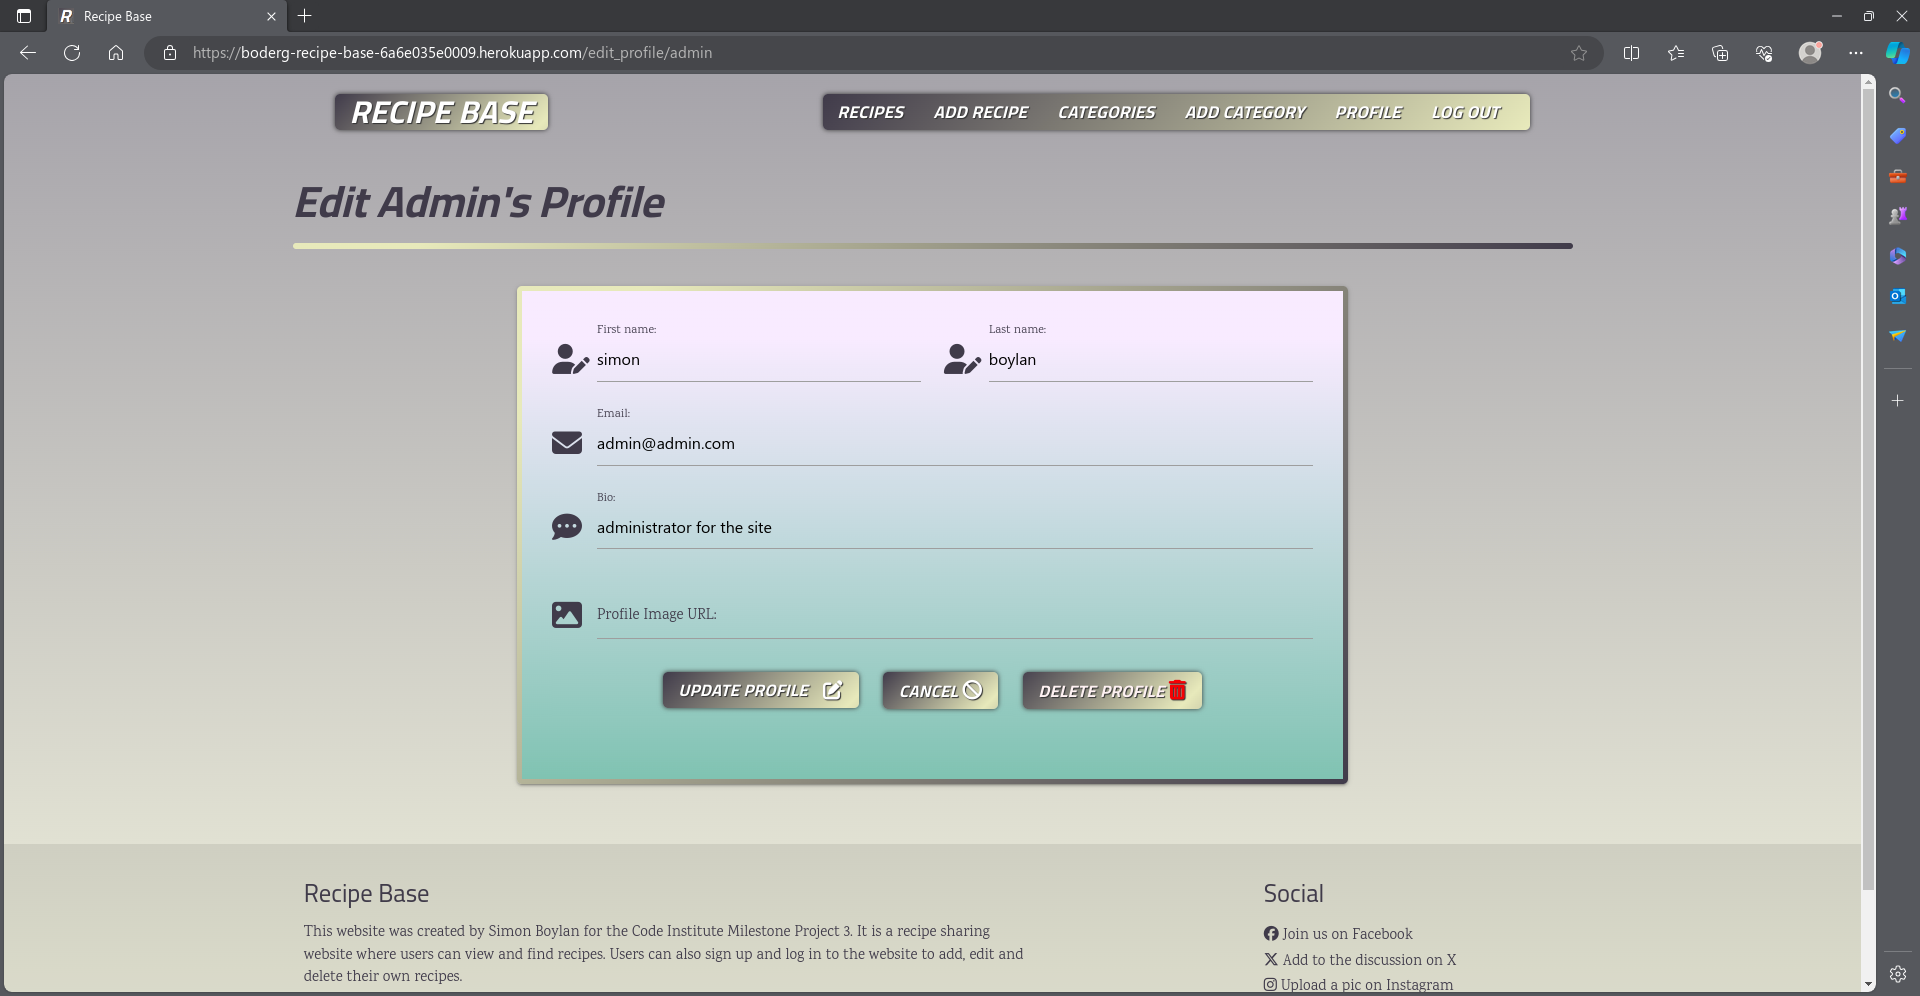 Recipe Base
https://boderg-recipe-base-6a6e035e0009.herokuapp.com/edit_profile/admin
RECIPE BASE
RECIPES ADD RECIPE CATEGORIES ADD CATEGORY PROFILE LOG OUT
Edit Admin's Profile
First name: Last name:
simon boylan
Email:
admin@admin.com
Bio:
administrator for the site
Profile Image URL:
UPDATE PROFILE CANCEL DELETE PROFILE
Recipe Base
This website was created by Simon Boylan for the Code Institute Milestone Project 3. It is a recipe sharing
website where users can view and find recipes. Users can also sign up and log in to the website to add, edit and
delete their own recipes.
Social
Join us on Facebook
Add to the discussion on X
Upload a pic on Instagram